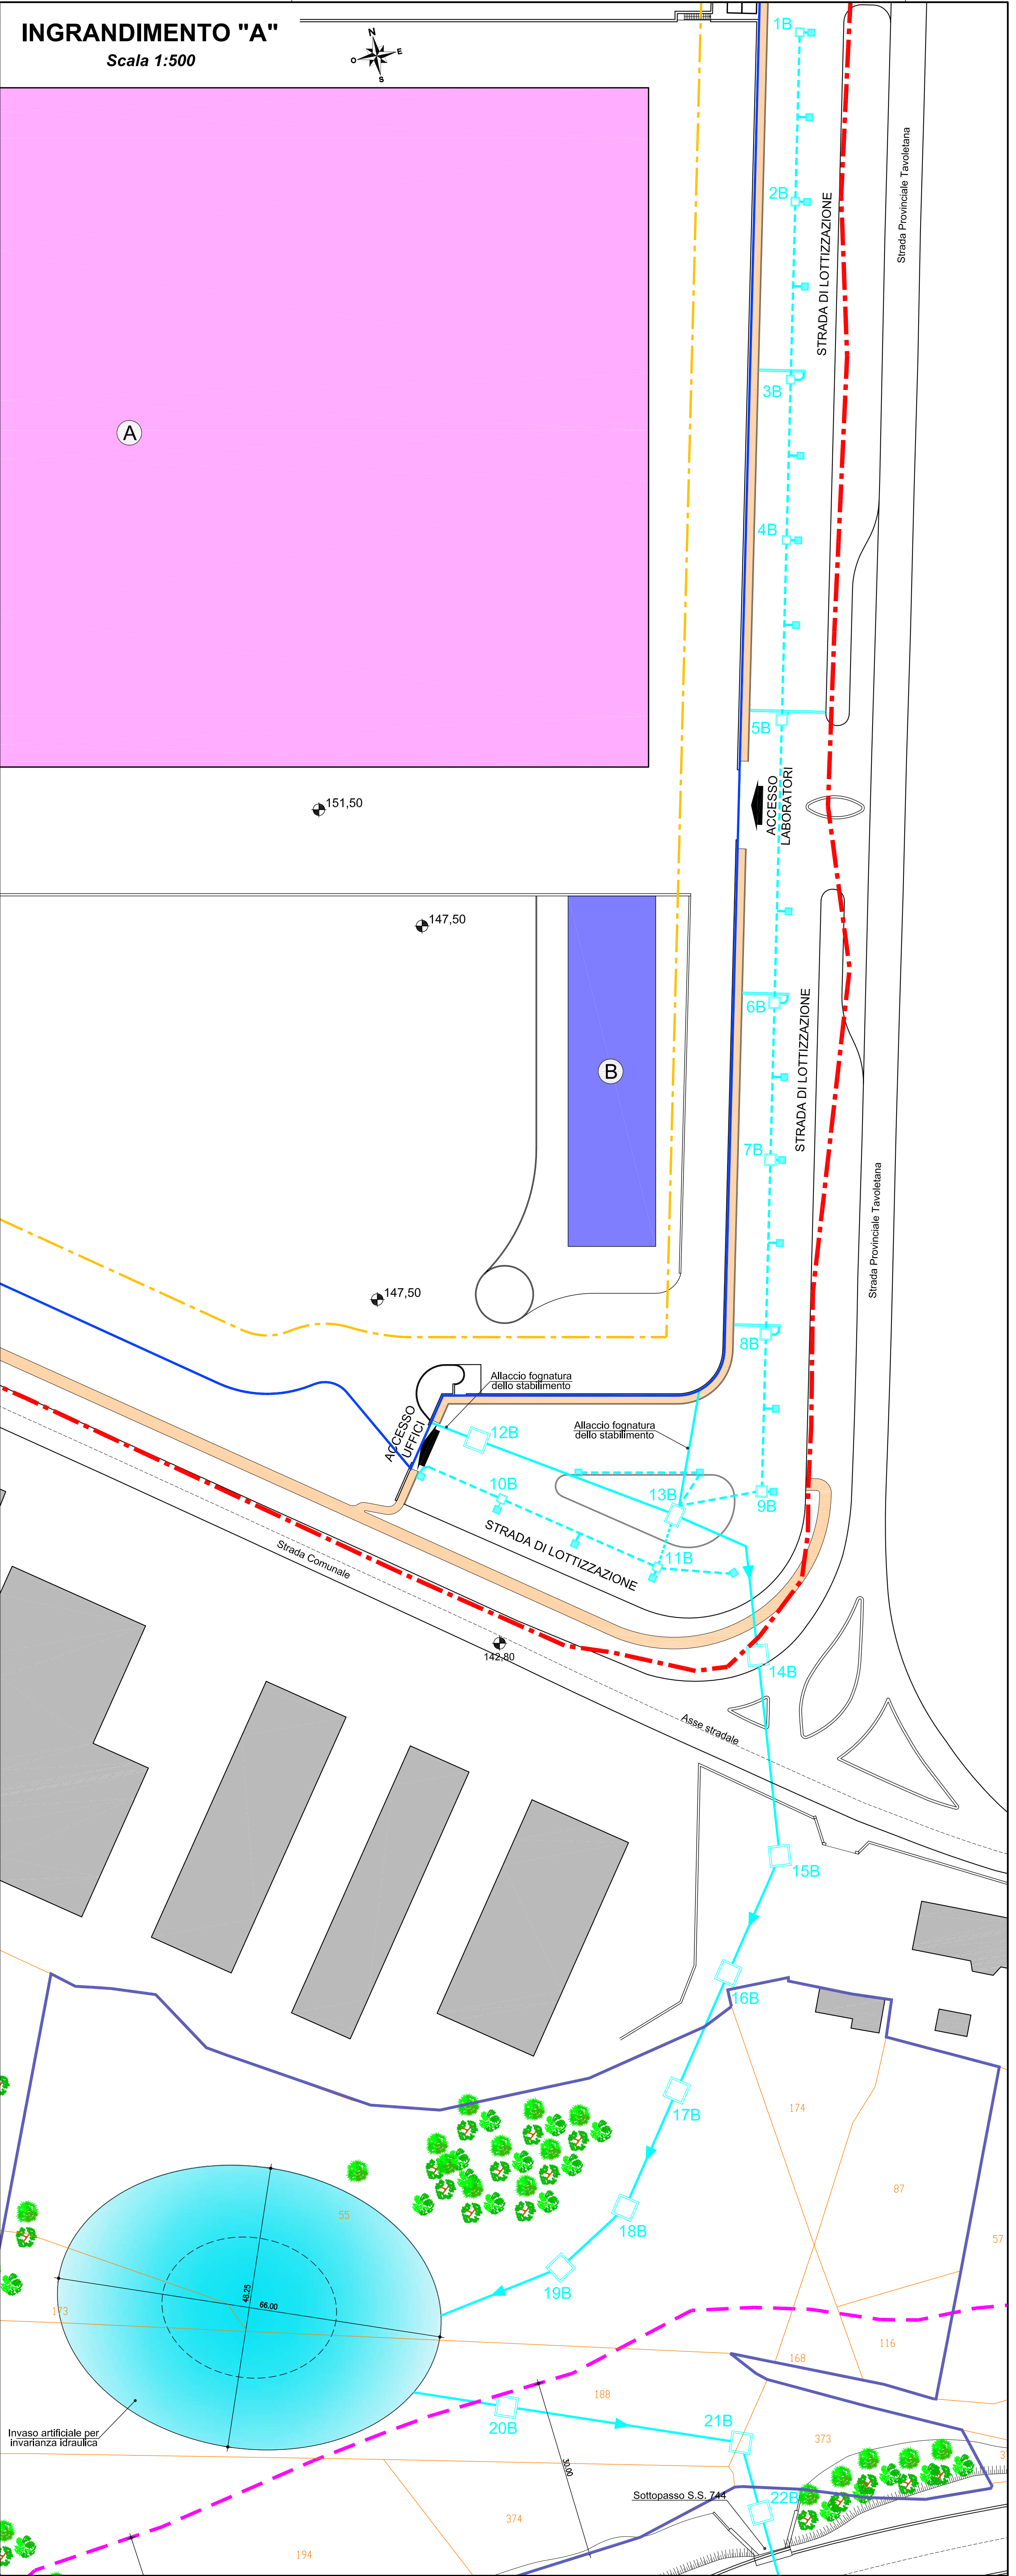 INGRANDIMENTO "A"
Scala 1:500
N
O
E
S
1B
Strada Provinciale Tavoletana
2B
STRADA DI LOTTIZZAZIONE
3B
A
4B
5B
ACCESSO
LABORATORI
151,50
147,50
6B
STRADA DI LOTTIZZAZIONE
B
7B
Strada Provinciale Tavoletana
147,50
8B
Allaccio fognatura
dello stabilimento
ACCESSO
UFFICI
12B
Allaccio fognatura
dello stabilimento
10B
13B
9B
STRADA DI LOTTIZZAZIONE
11B
Strada Comunale
142,80
14B
Asse stradale
15B
16B
17B
174
87
55
57
18B
19B
48.25
66.00
173
116
168
188
20B
21B
373
Invaso artificiale per
invarianza idraulica
30.00
3
Sottopasso S.S. 744
22B
374
194